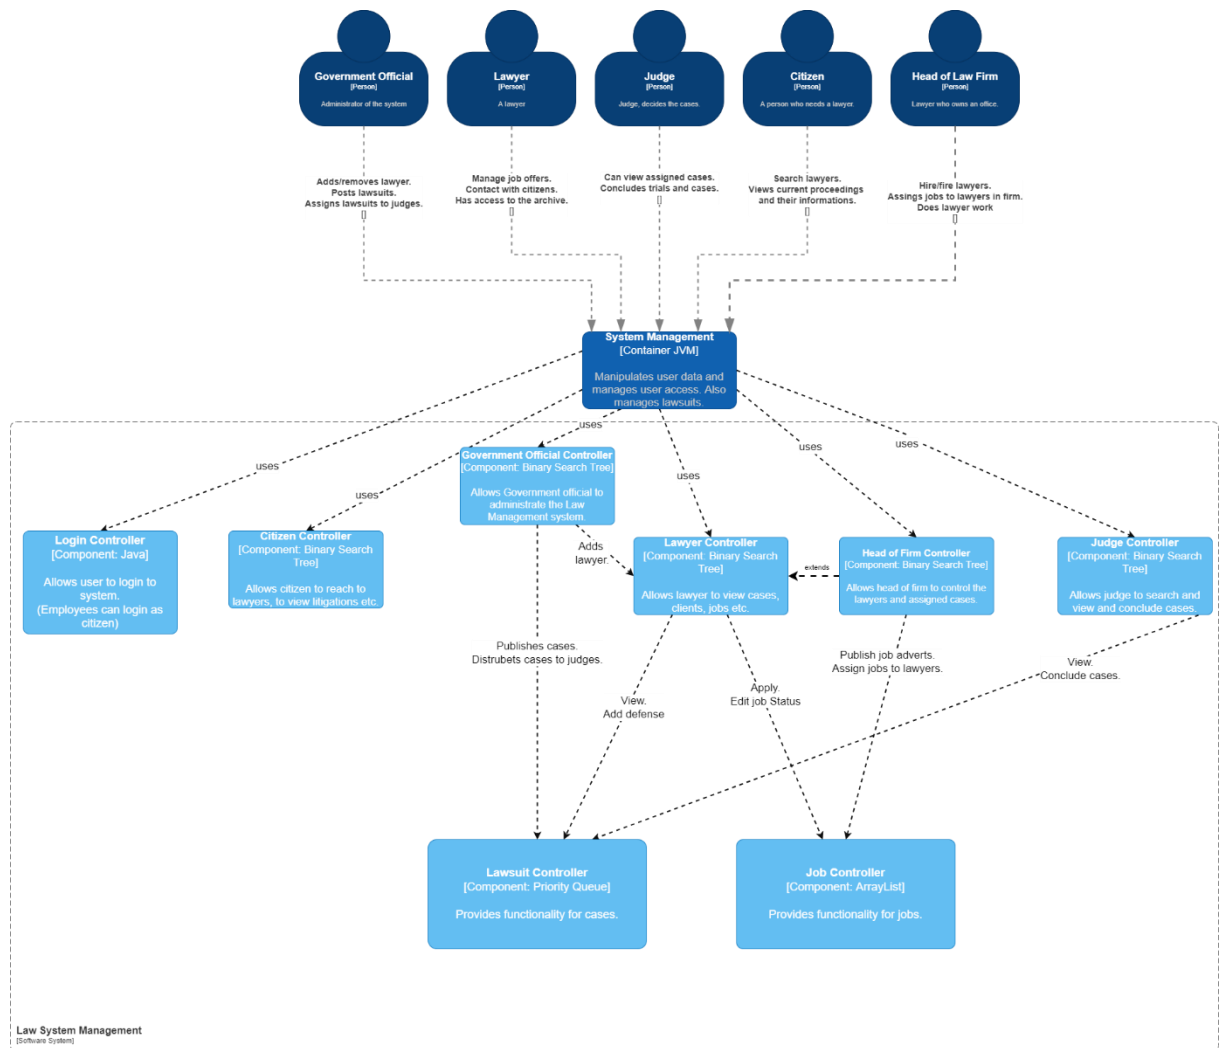 Government Official
[Person]
Administrator of the system
Lawyer
[Person]
A lawyer
Judge
[Person]
Judge, decides the cases.
Citizen
[Person]
A person who needs a lawyer.
Head of Law Firm
[Person]
Lawyer who owns an office.
Adds/removes lawyer.
Posts lawsuits.
Assigns lawsuits to judges.
[]
Manage job offers.
Contact with citizens.
Has access to the archive.
[]
Can view assigned cases.
Concludes trials and cases.
[]
Search lawyers.
Views current proceedings
and their informations.
[]
Hire/fire lawyers.
Assigns jobs to lawyers in firm.
Does lawyer work
[]
System Management
[Container JVM]
Manipulates user data and
manages user access. Also
manages lawsuits.
uses
uses
uses
uses
uses
uses
Government Official Controller
[Component: Binary Search Tree]
Allows Government official to
administrate the Law
Management system.
Login Controller
[Component: Java]
Allows user to login to
system.
(Employees can login as
citizen)
Citizen Controller
[Component: Binary Search
Tree]
Allows citizen to reach to
lawyers, to view litigations etc.
Adds
lawyer.
Lawyer Controller
[Component: Binary Search
Tree]
Allows lawyer to view cases,
clients, jobs etc.
extends
Head of Firm Controller
[Component: Binary Search Tree]
Allows head of firm to control the
lawyers and assigned cases.
Judge Controller
[Component: Binary Search
Tree]
Allows judge to search and
view and conclude cases.
Publishes cases.
Distrubets cases to judges.
View.
Add defense
Apply.
Edit job Status
Publish job adverts.
Assign jobs to lawyers.
View.
Conclude cases.
Lawsuit Controller
[Component: Priority Queue]
Provides functionality for cases.
Job Controller
[Component: ArrayList]
Provides functionality for jobs.
Law System Management
[Software System]